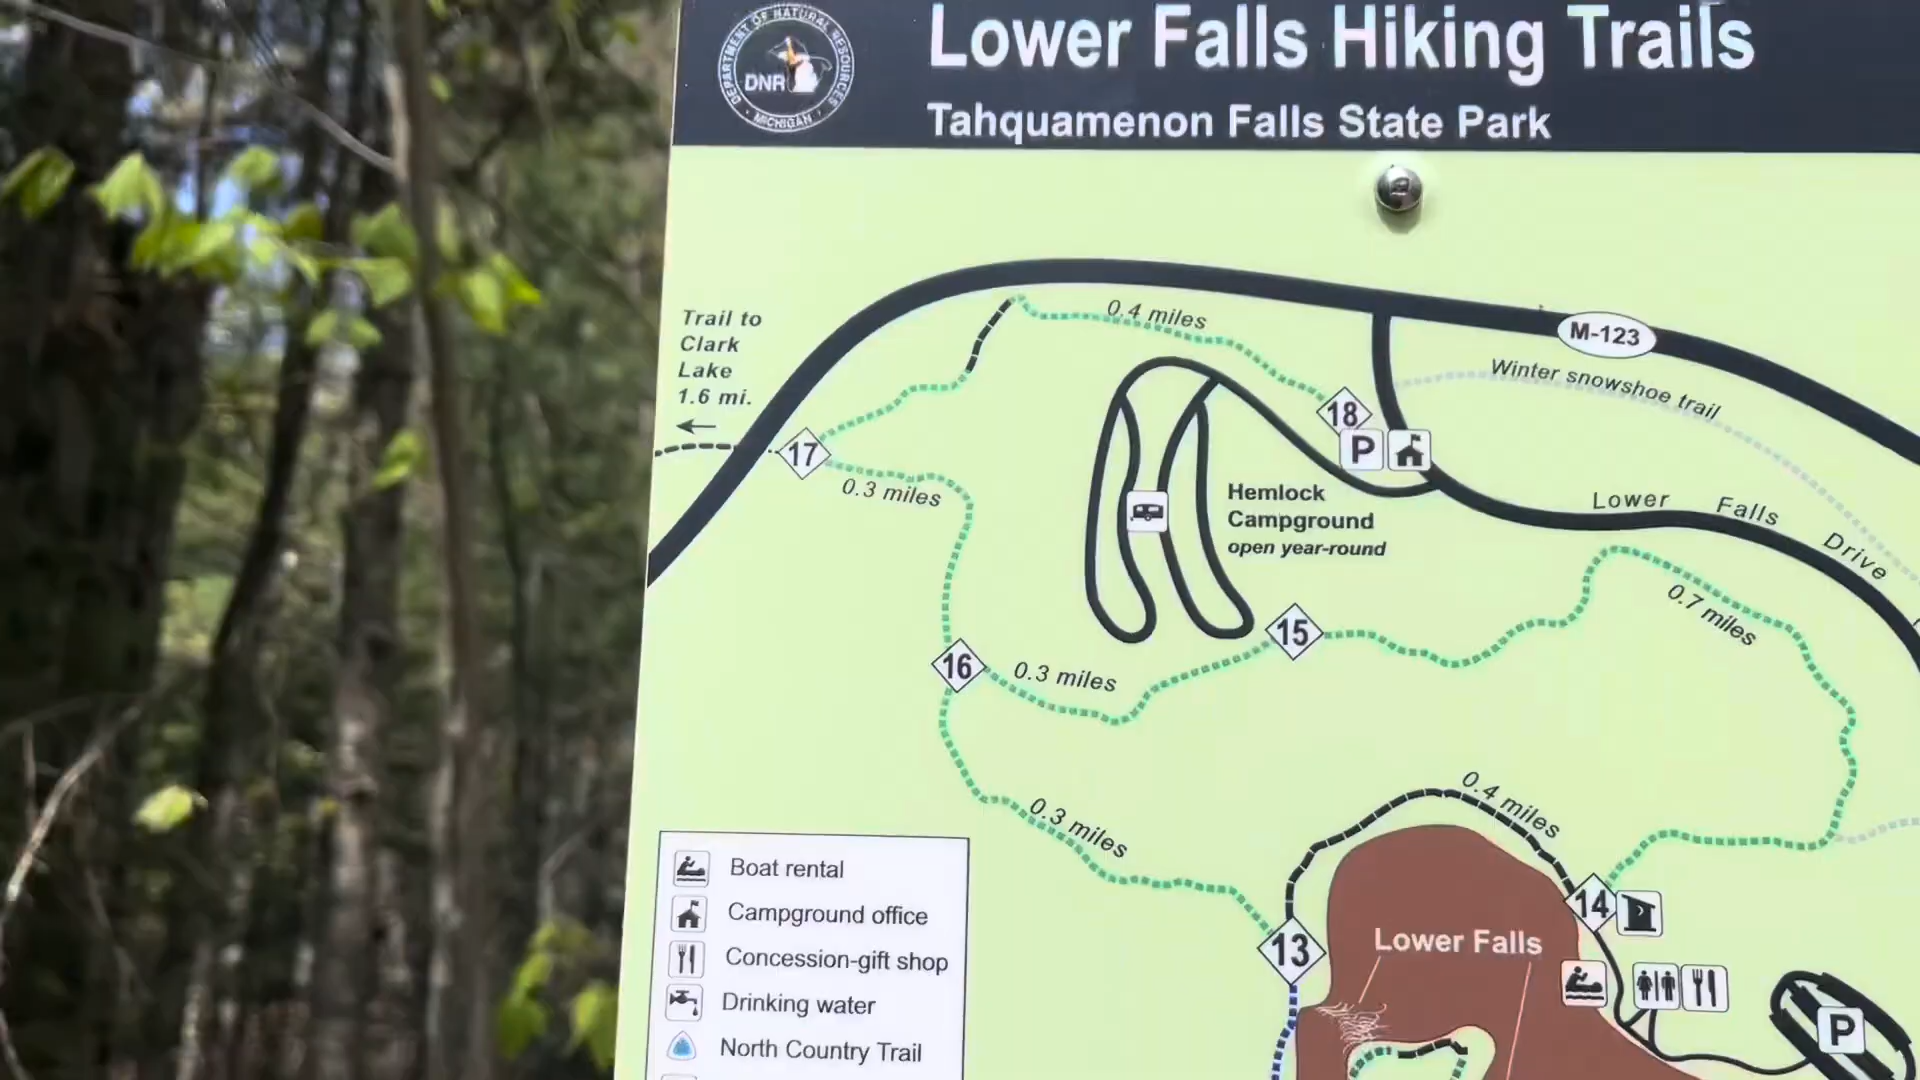 DEPARTMENT OF NATURAL RESOURCES
DNR
MICHIGAN
Lower Falls Hiking Trails
Tahquamenon Falls State Park
Trail to
Clark
Lake
1.6 mi.
0.4 miles
M-123
Winter snowshoe trail
18
P
17
0.3 miles
Hemlock
Campground
open year-round
Lower Falls Drive
0.7 miles
15
16
0.3 miles
0.4 miles
0.3 miles
14
13
Lower Falls
P
Boat rental
Campground office
Concession-gift shop
Drinking water
North Country Trail